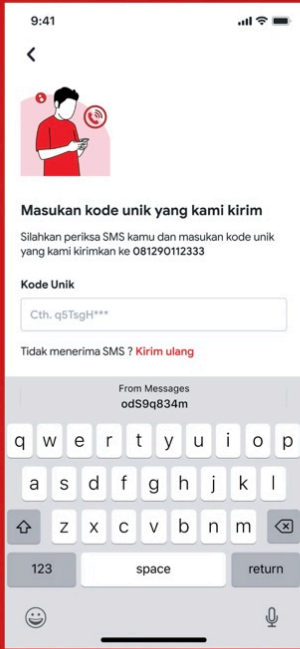 9:41
Masukan kode unik yang kami kirim
Silahkan periksa SMS kamu dan masukan kode unik
yang kami kirimkan ke 081290112333
Kode Unik
Cth. q5TsgH***
Tidak menerima SMS ? Kirim ulang
From Messages
odS9q834m
q w e r t y u i o p
a s d f g h j k l
z x c v b n m
123 space return